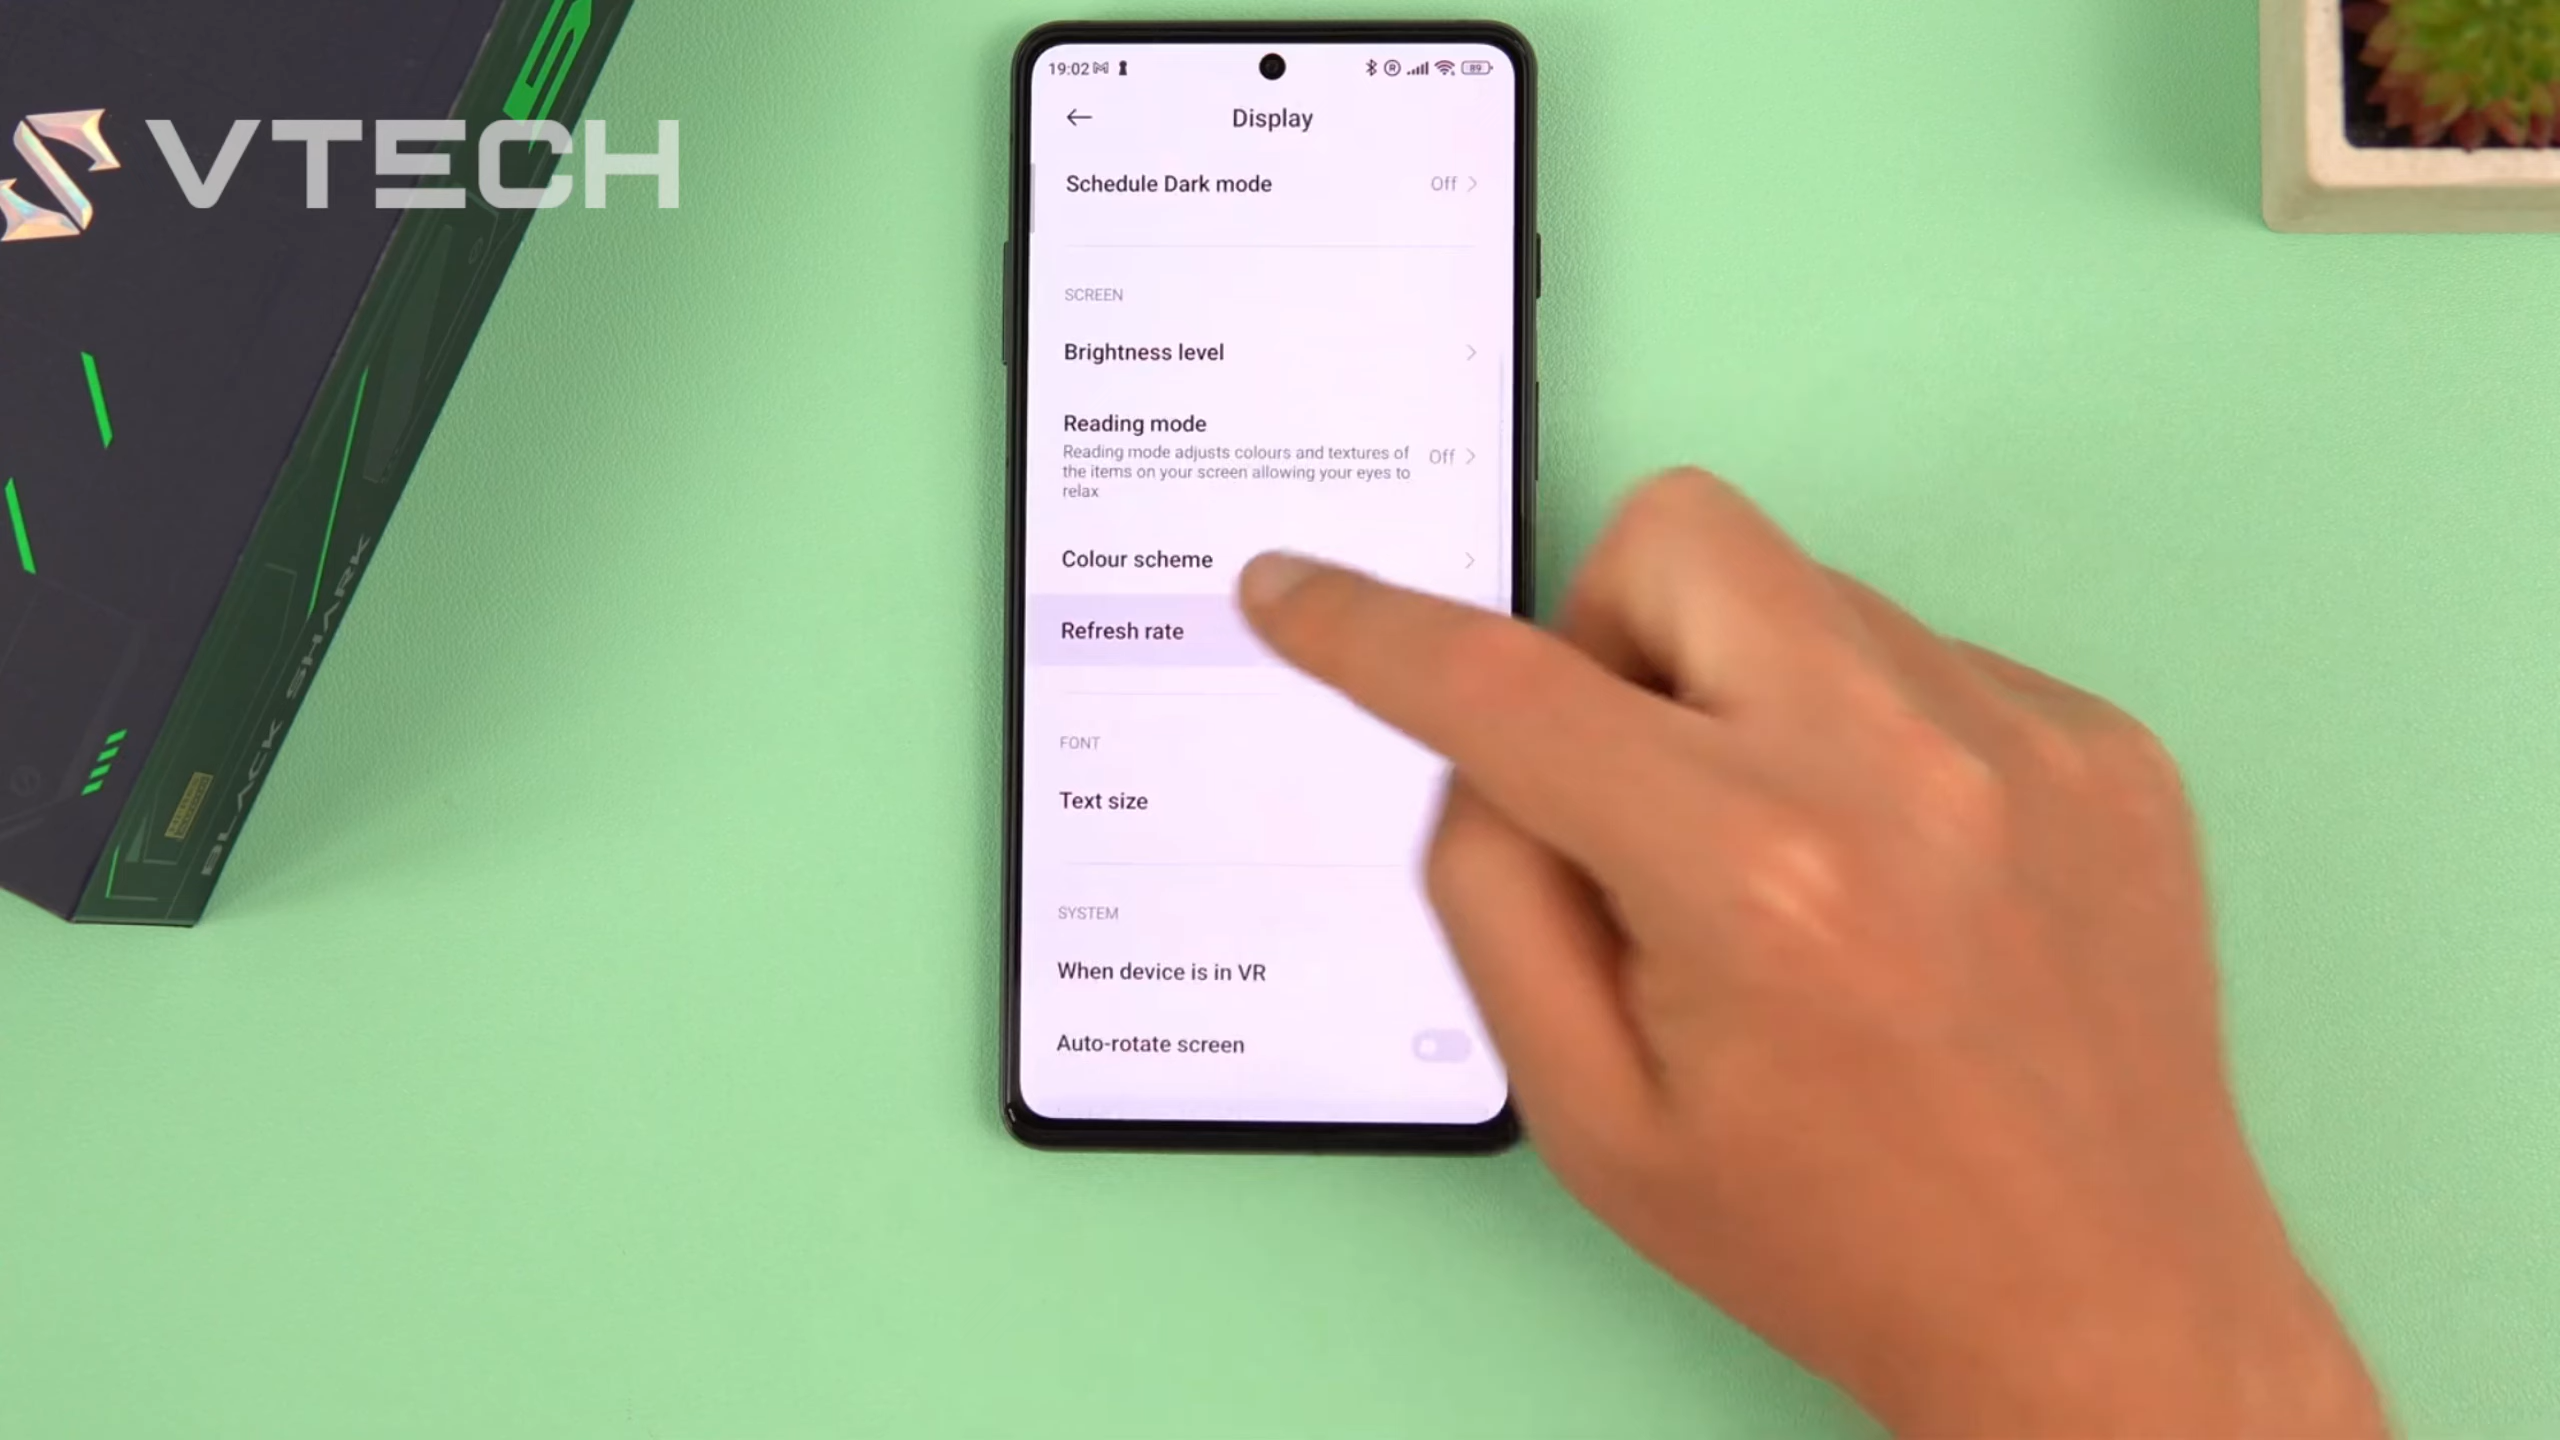 VTECH
BLACK SHARK
19:02
89
Display
Schedule Dark mode
Off
SCREEN
Brightness level
Reading mode
Reading mode adjusts colours and textures of
the items on your screen allowing your eyes to
relax
Off
Colour scheme
Refresh rate
FONT
Text size
SYSTEM
When device is in VR
Auto-rotate screen